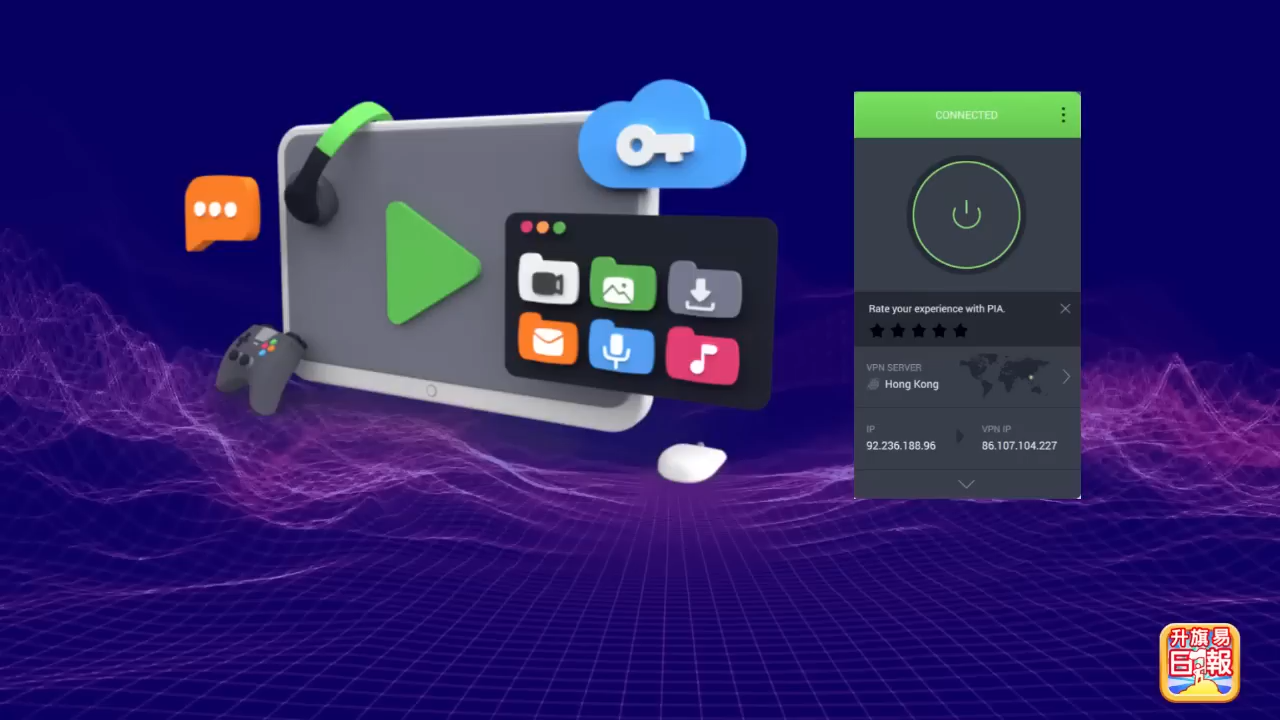 CONNECTED
Rate your experience with PIA.
VPN SERVER
Hong Kong
IP
VPN IP
92.236.188.96
86.107.104.227
升旗易
日報